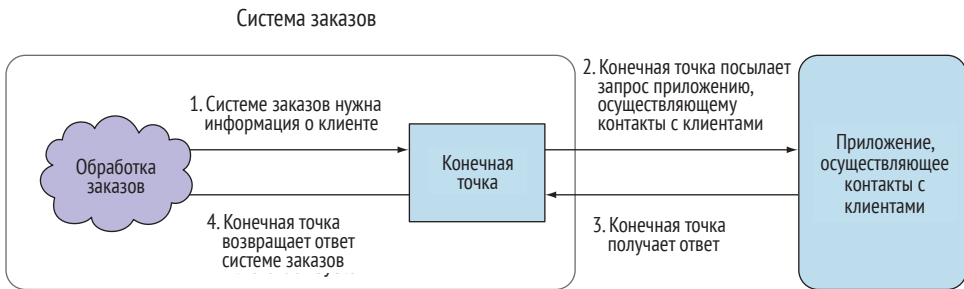 Система заказов
1. Системе заказов нужна
информация о клиенте
2. Конечная точка посылает
запрос приложению,
осуществляющему
контакты с клиентами
Обработка
заказов
Конечная
точка
Приложение,
осуществляющее
контакты с
клиентами
4. Конечная точка
возвращает ответ
системе заказов
3. Конечная точка
получает ответ